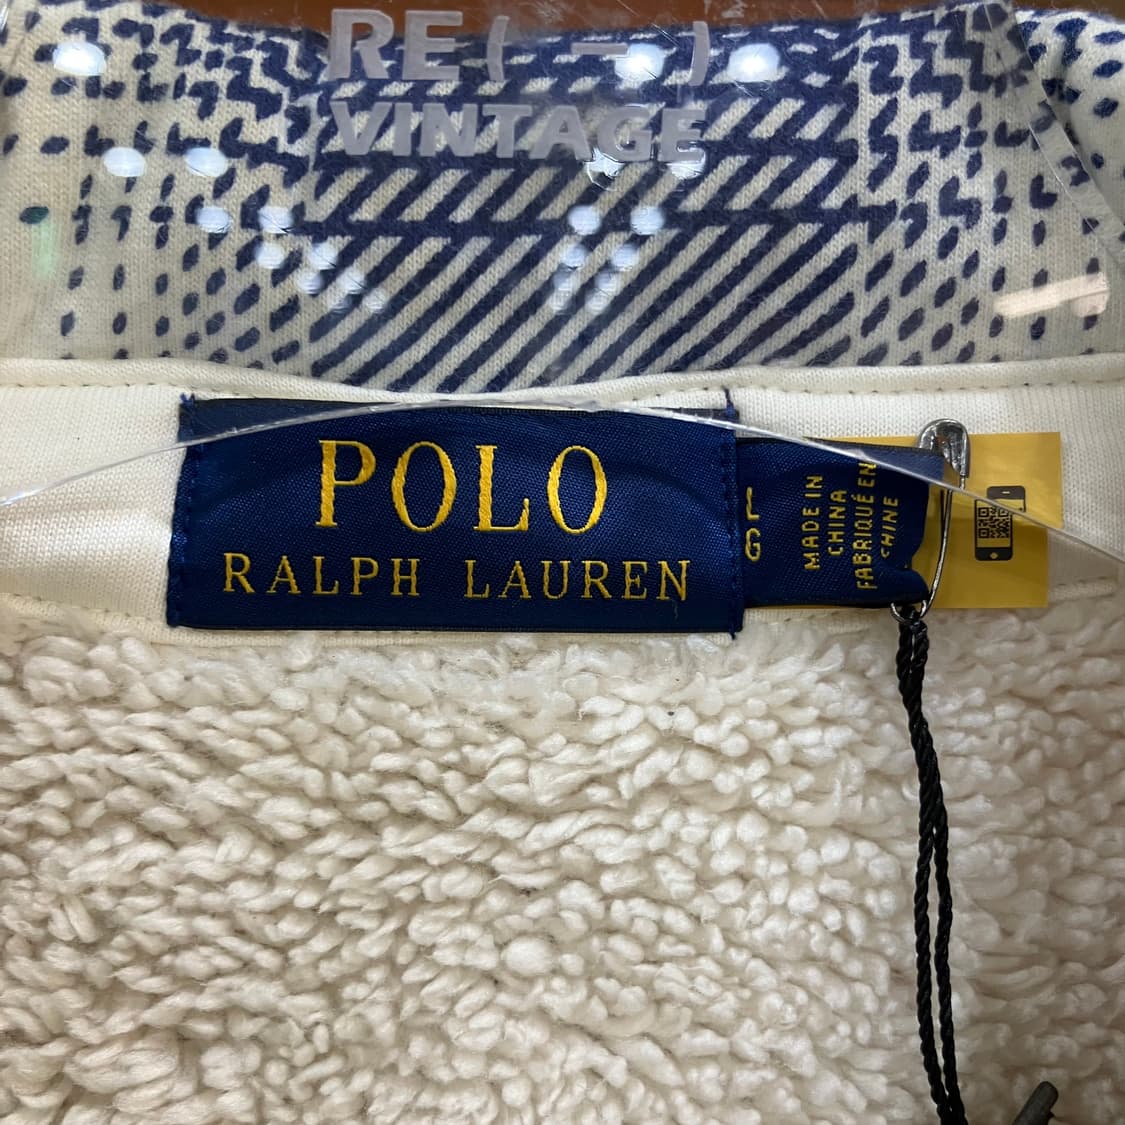 RE( — )
VINTAGE
POLO
RALPH LAUREN
L
G
MADE IN
CHINA
FABRIQUÉ EN
CHINE